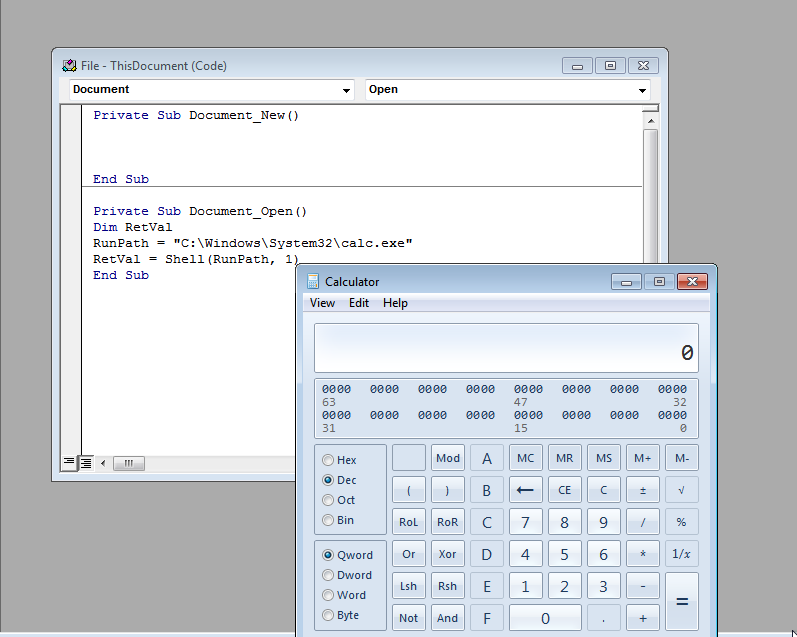 File - ThisDocument (Code)
Document Open
Private Sub Document_New()
End Sub
Private Sub Document_Open()
Dim RetVal
RunPath = "C:\Windows\System32\calc.exe"
RetVal = Shell(RunPath, 1)
End Sub
Calculator
View Edit Help
0
0000 0000 0000 0000 0000 0000 0000 0000
63 47 32
0000 0000 0000 0000 0000 0000 0000 0000
31 15 0
Hex
Dec
Oct
Bin
Qword
Dword
Word
Byte
Mod A MC MR MS M+ M-
( ) B ← CE C ± √
RoL RoR C 7 8 9 / %
Or Xor D 4 5 6 * 1/x
Lsh Rsh E 1 2 3 - =
Not And F 0 . +